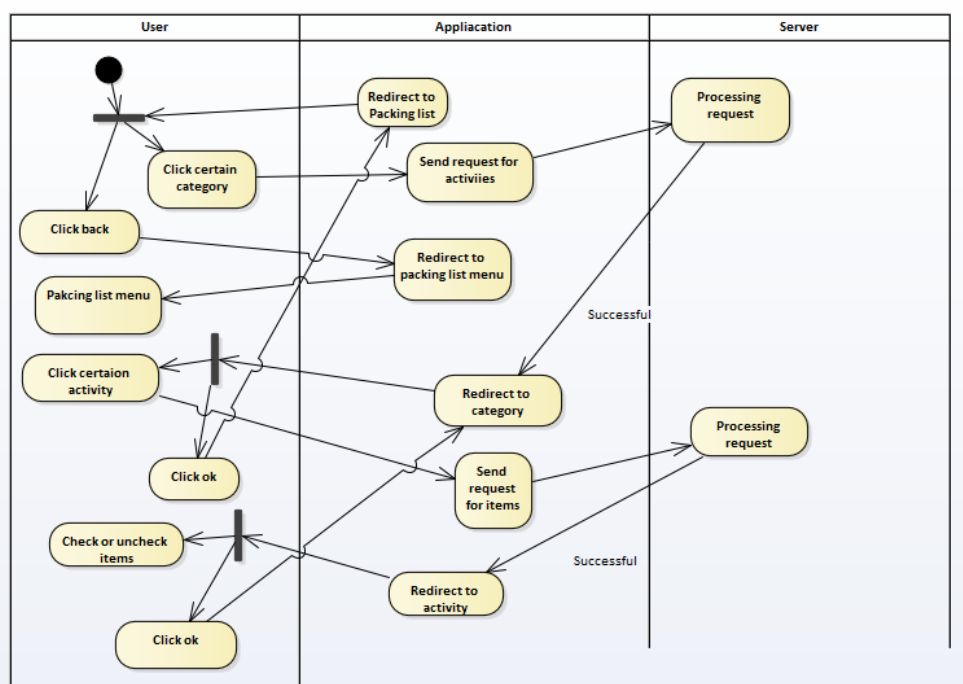 User
Appliacation
Server
Redirect to
Packing list
Processing
request
Click certain
category
Send request for
activiies
Click back
Redirect to
packing list menu
Pakcing list menu
Successful
Click certaion
activity
Redirect to
category
Processing
request
Click ok
Send
request
for items
Check or uncheck
items
Successful
Redirect to
activity
Click ok